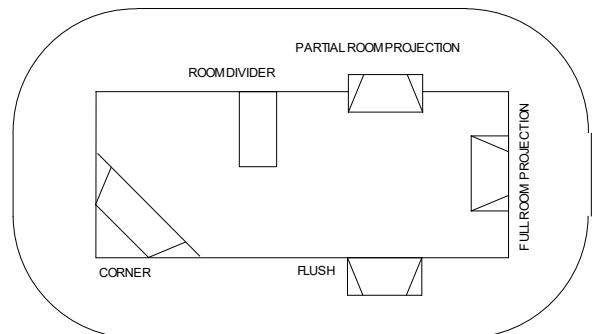 PARTIAL ROOM PROJECTION
ROOM DIVIDER
FULL ROOM PROJECTION
CORNER
FLUSH